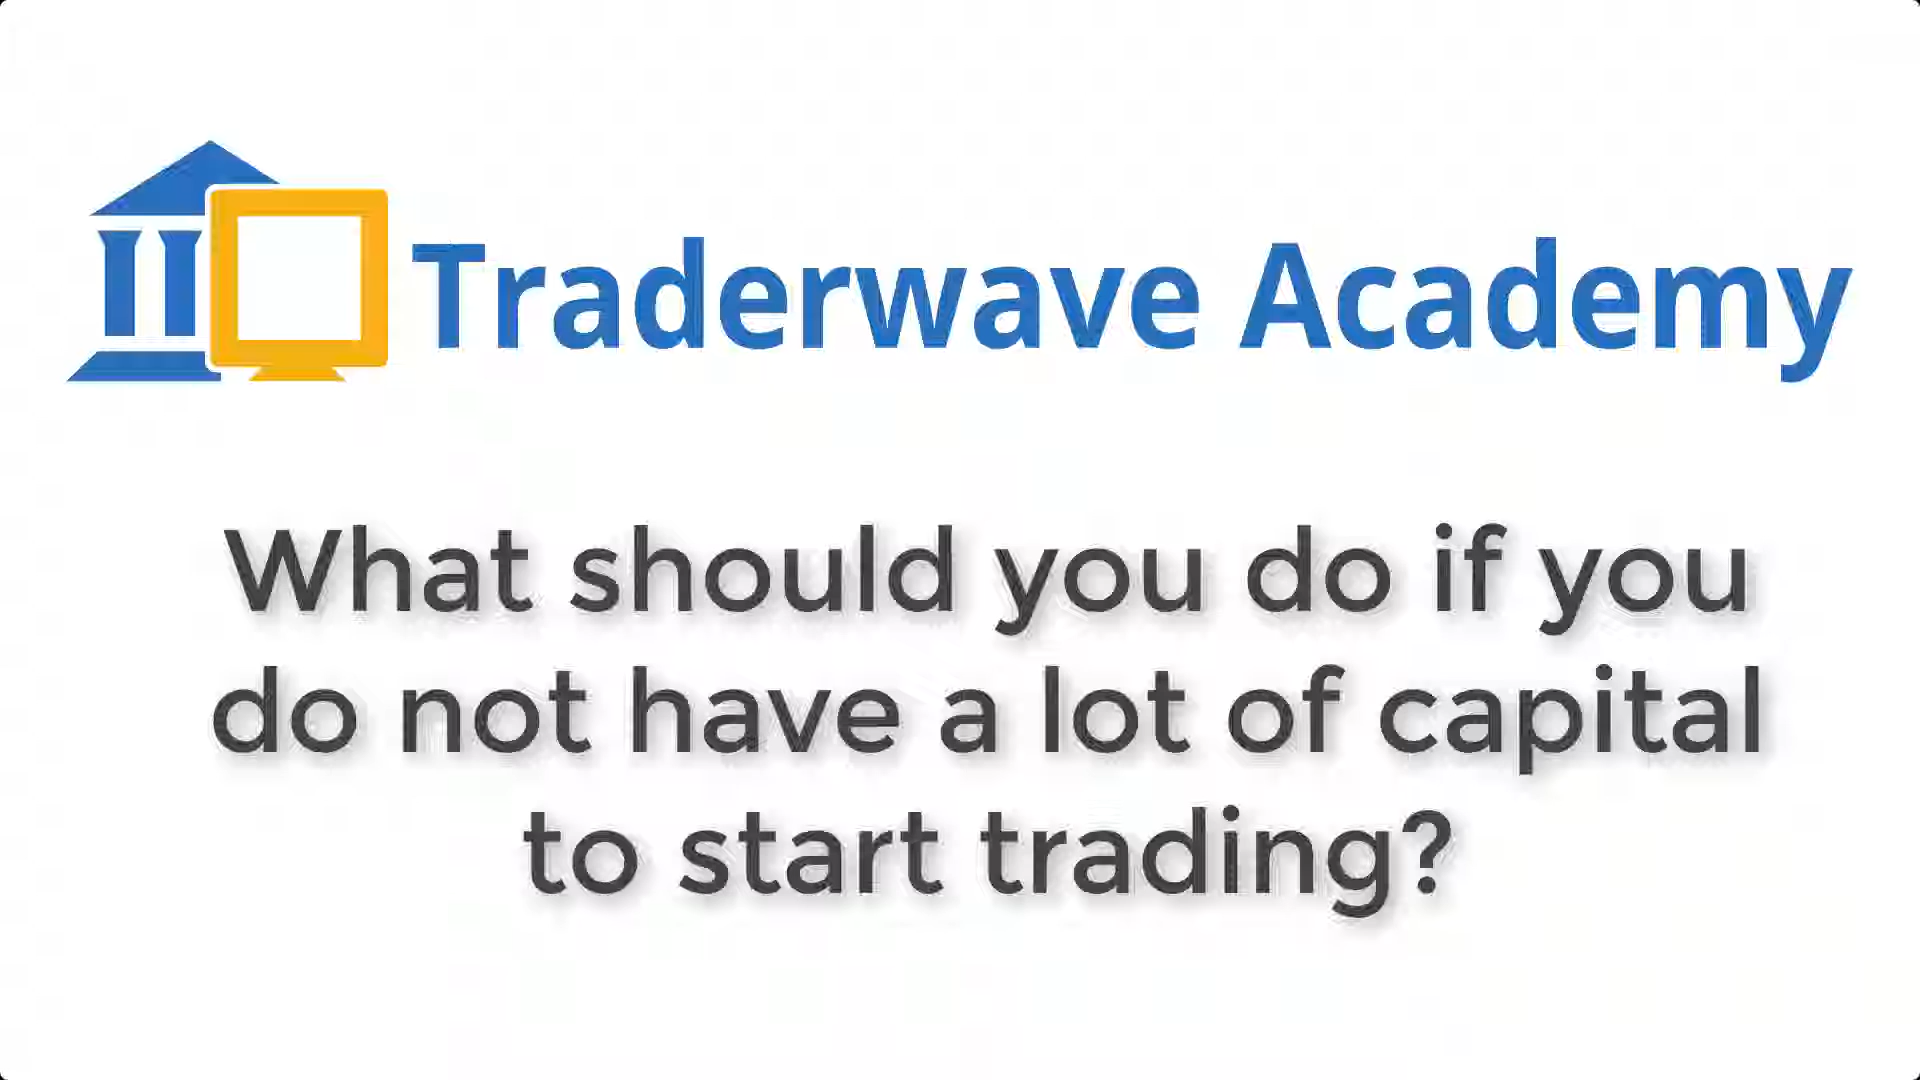 Traderwave Academy
What should you do if you
do not have a lot of capital
to start trading?